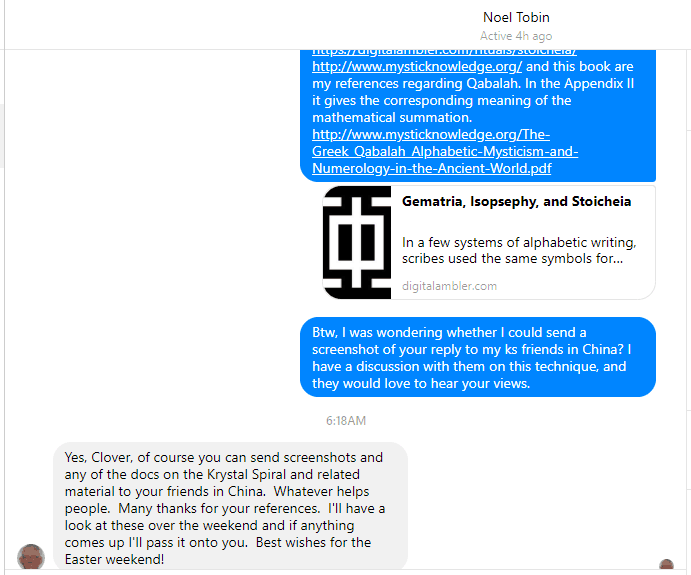 Noel Tobin
Active 4h ago
https://digitalambler.com/rituals/stoicheia/
http://www.mysticknowledge.org/ and this book are
my references regarding Qabalah. In the Appendix II
it gives the corresponding meaning of the
mathematical summation.
http://www.mysticknowledge.org/The-
Greek_Qabalah_Alphabetic-Mysticism-and-
Numerology-in-the-Ancient-World.pdf
Gematria, Isopsephy, and Stoicheia
In a few systems of alphabetic writing,
scribes used the same symbols for...
digitalambler.com
Btw, I was wondering whether I could send a
screenshot of your reply to my ks friends in China? I
have a discussion with them on this technique, and
they would love to hear your views.
6:18AM
Yes, Clover, of course you can send screenshots and
any of the docs on the Krystal Spiral and related
material to your friends in China.  Whatever helps
people.  Many thanks for your references.  I'll have a
look at these over the weekend and if anything
comes up I'll pass it onto you.  Best wishes for the
Easter weekend!